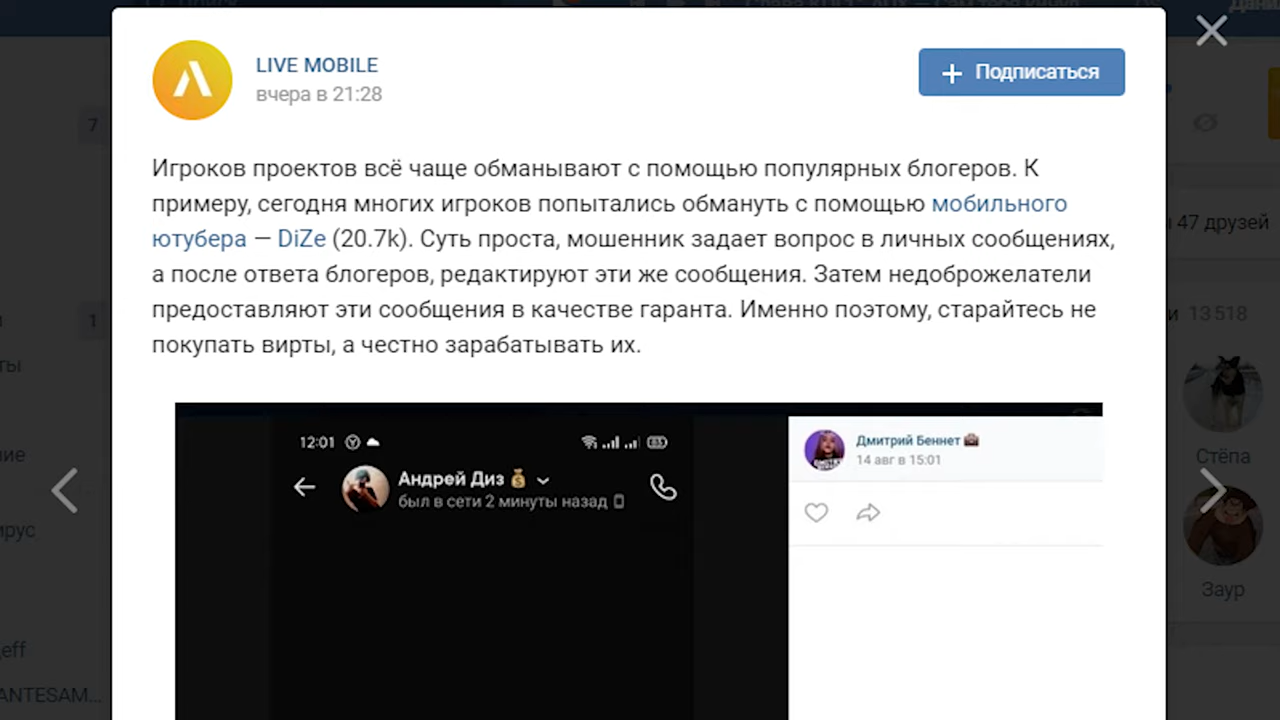 LIVE MOBILE
вчера в 21:28
Подписаться
Игроков проектов всё чаще обманывают с помощью популярных блогеров. К
примеру, сегодня многих игроков попытались обмануть с помощью мобильного
ютубера — DiZe (20.7k). Суть проста, мошенник задает вопрос в личных сообщениях,
а после ответа блогеров, редактируют эти же сообщения. Затем недоброжелатели
предоставляют эти сообщения в качестве гаранта. Именно поэтому, старайтесь не
покупать вирты, а честно зарабатывать их.
12:01
Андрей Диз
был в сети 2 минуты назад
Дмитрий Беннет
14 авг в 15:01
7
1
47 друзей
13 518
Стёпа
Заур
ANTESAM...